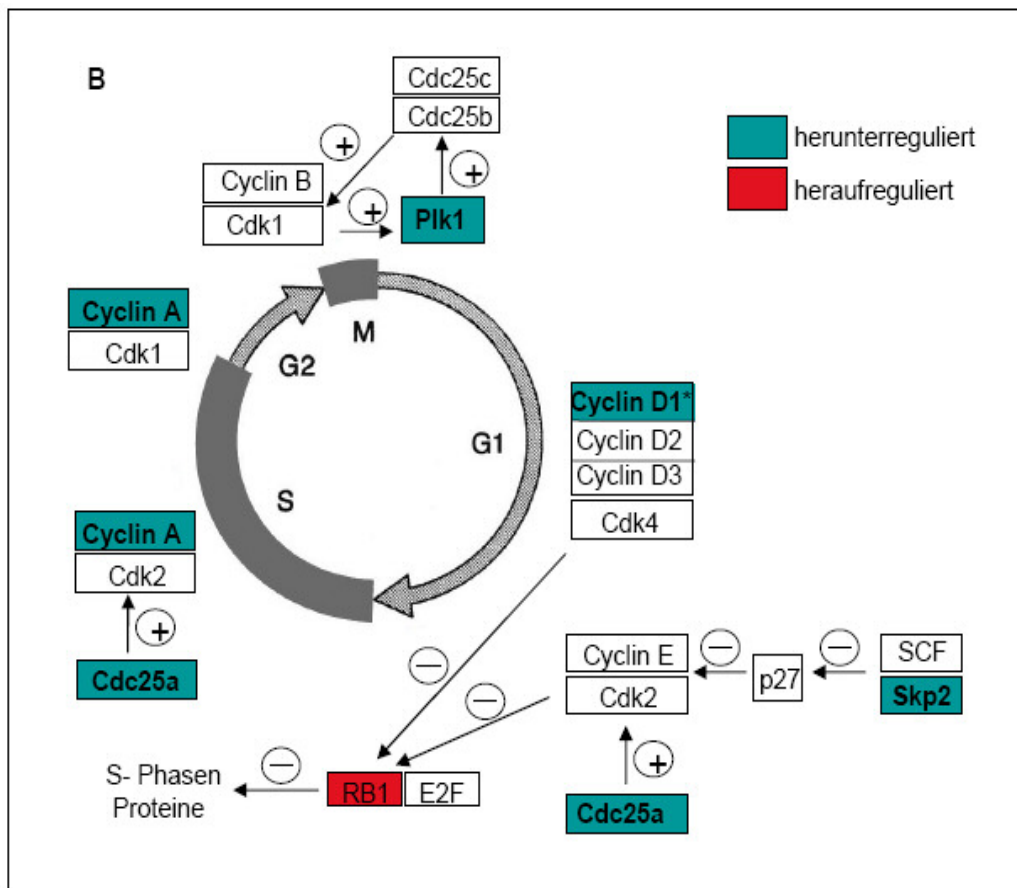 B
Cdc25c
Cdc25b
herunterreguliert
heraufreguliert
+
+
+
Cyclin B
Cdk1
Plk1
Cyclin A
Cdk1
M
G2
G1
S
Cyclin D1*
Cyclin D2
Cyclin D3
Cdk4
Cyclin A
Cdk2
+
Cdc25a
Cyclin E
Cdk2
−
p27
−
SCF
Skp2
−
−
+
Cdc25a
S- Phasen
Proteine
−
RB1
E2F